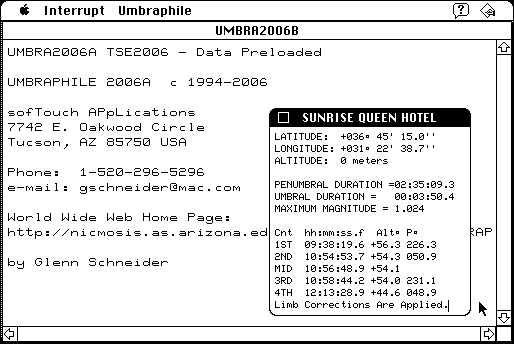 Interrupt Umbraphile
UMBRA2006B
UMBRA2006A TSE2006 - Data Preloaded
UMBRAPHILE 2006A c 1994-2006
sofTouch APpLications
7742 E. Oakwood Circle
Tucson, AZ 85750 USA
Phone: 1-520-296-5296
e-mail: gschneider@mac.com
World Wide Web Home Page:
http://nicmosis.as.arizona.ed
RAP
by Glenn Schneider
SUNRISE QUEEN HOTEL
LATITUDE: +036° 45' 15.0''
LONGITUDE: +031° 22' 38.7''
ALTITUDE: 0 meters
PENUMBRAL DURATION =02:35:09.3
UMBRAL DURATION = 00:03:50.4
MAXIMUM MAGNITUDE = 1.024
Cnt hh:mm:ss.f Alt° P°
1ST 09:38:19.6 +56.3 226.3
2ND 10:54:53.7 +54.3 050.9
MID 10:56:48.9 +54.1
3RD 10:58:44.2 +54.0 231.1
4TH 12:13:28.9 +44.6 048.9
Limb Corrections Are Applied.